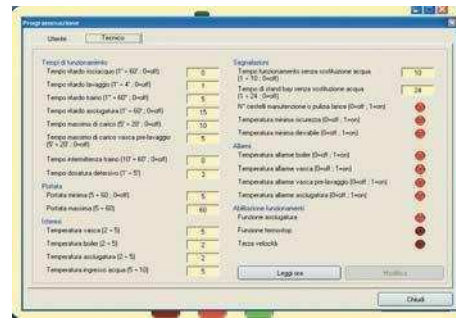 Programmazione
Utente
Tecnico
Tempi di funzionamento
Tempo ritardo risciacquo (1" ÷ 60" ; 0=off)
0
Tempo ritardo lavaggio (1" ÷ 4" ; 0=off)
1
Tempo ritardo traino (1" ÷ 60" ; 0=off)
5
Tempo ritardo asciugatura (1" ÷ 60" ; 0=off)
15
Tempo massimo di carico (5' ÷ 20' ; 0=off)
10
Tempo massimo di carico vasca pre-lavaggio
(5' ÷ 20' ; 0=off)
5
Tempo intermittenza traino (10" ÷ 60" ; 0=off)
Tempo dosatura detersivo (1" ÷ 5")
Portata
Portata minima (5 ÷ 60 ; 0=off)
5
Portata massima (5 ÷ 60)
60
Isteresi
Temperatura vasca (2 ÷ 5)
5
Temperatura boiler (2 ÷ 5)
2
Temperatura asciugatura (2 ÷ 5)
2
Temperatura ingresso acqua (5 ÷ 10)
5
Segnalazioni
Tempo funzionamento senza sostituzione acqua
(1 ÷ 10 ; 0=off)
10
Tempo di stand bay senza sostituzione acqua
(1 ÷ 24 ; 0=off)
24
N° cestelli manutenzione o pulizia lance (0=off ; 1=on)
Temperatura minima sicurezza (0=off ; 1=on)
Temperatura minima (0=off ; 1=on)
Allarmi
Temperatura allarme boiler (0=off ; 1=on)
Temperatura allarme vasca (0=off ; 1=on)
Temperatura allarme vasca pre-lavaggio (0=off ; 1=on)
Temperatura allarme asciugatura (0=off ; 1=on)
Abilitazione funzionamenti
Funzione asciugatura
Funzione termostop
Terza velocità
Leggi ora
Modifica
Chiudi